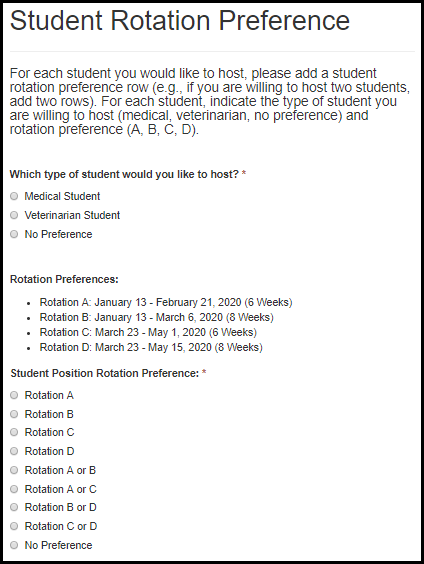 Student Rotation Preference
For each student you would like to host, please add a student
rotation preference row (e.g., if you are willing to host two students,
add two rows). For each student, indicate the type of student you
are willing to host (medical, veterinarian, no preference) and
rotation preference (A, B, C, D).
Which type of student would you like to host? *
Medical Student
Veterinarian Student
No Preference
Rotation Preferences:
• Rotation A: January 13 - February 21, 2020 (6 Weeks)
• Rotation B: January 13 - March 6, 2020 (8 Weeks)
• Rotation C: March 23 - May 1, 2020 (6 Weeks)
• Rotation D: March 23 - May 15, 2020 (8 Weeks)
Student Position Rotation Preference: *
Rotation A
Rotation B
Rotation C
Rotation D
Rotation A or B
Rotation A or C
Rotation B or D
Rotation C or D
No Preference